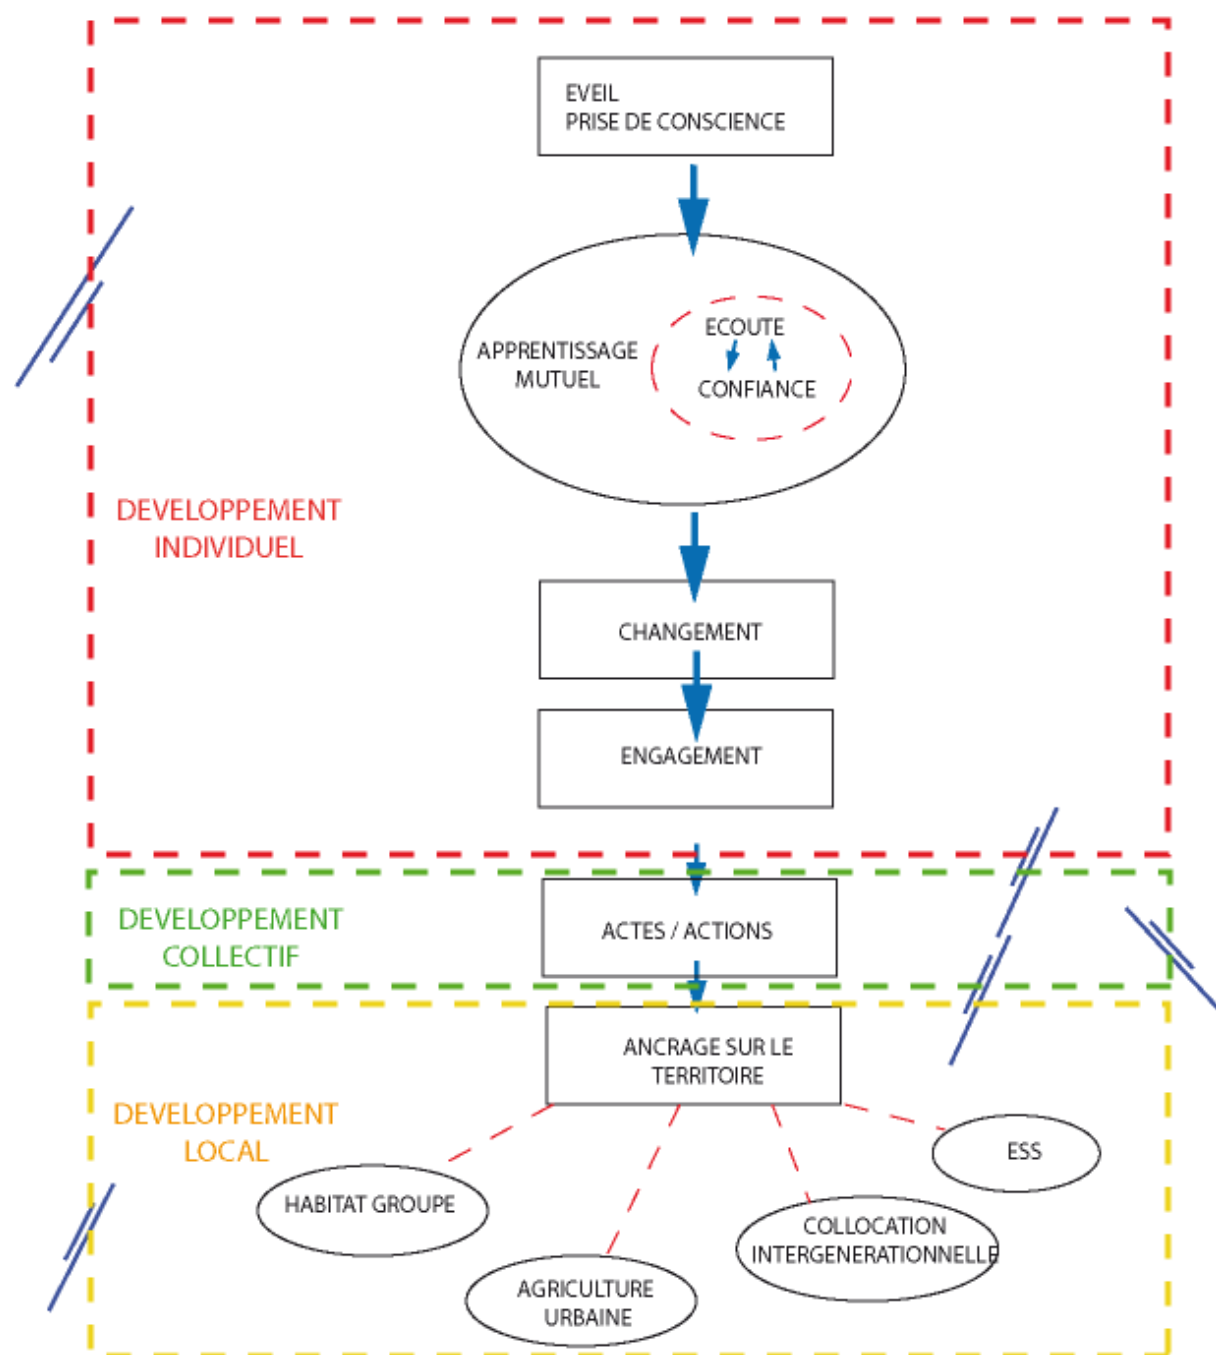 EVEIL
PRISE DE CONSCIENCE
ECOUTE
APPRENTISSAGE
MUTUEL
CONFIANCE
DEVELOPPEMENT
INDIVIDUEL
CHANGEMENT
ENGAGEMENT
DEVELOPPEMENT
COLLECTIF
ACTES / ACTIONS
ANCRAGE SUR LE
TERRITOIRE
DEVELOPPEMENT
LOCAL
ESS
HABITAT GROUPE
COLLOCATION
INTERGENERATIONNELLE
AGRICULTURE
URBAINE